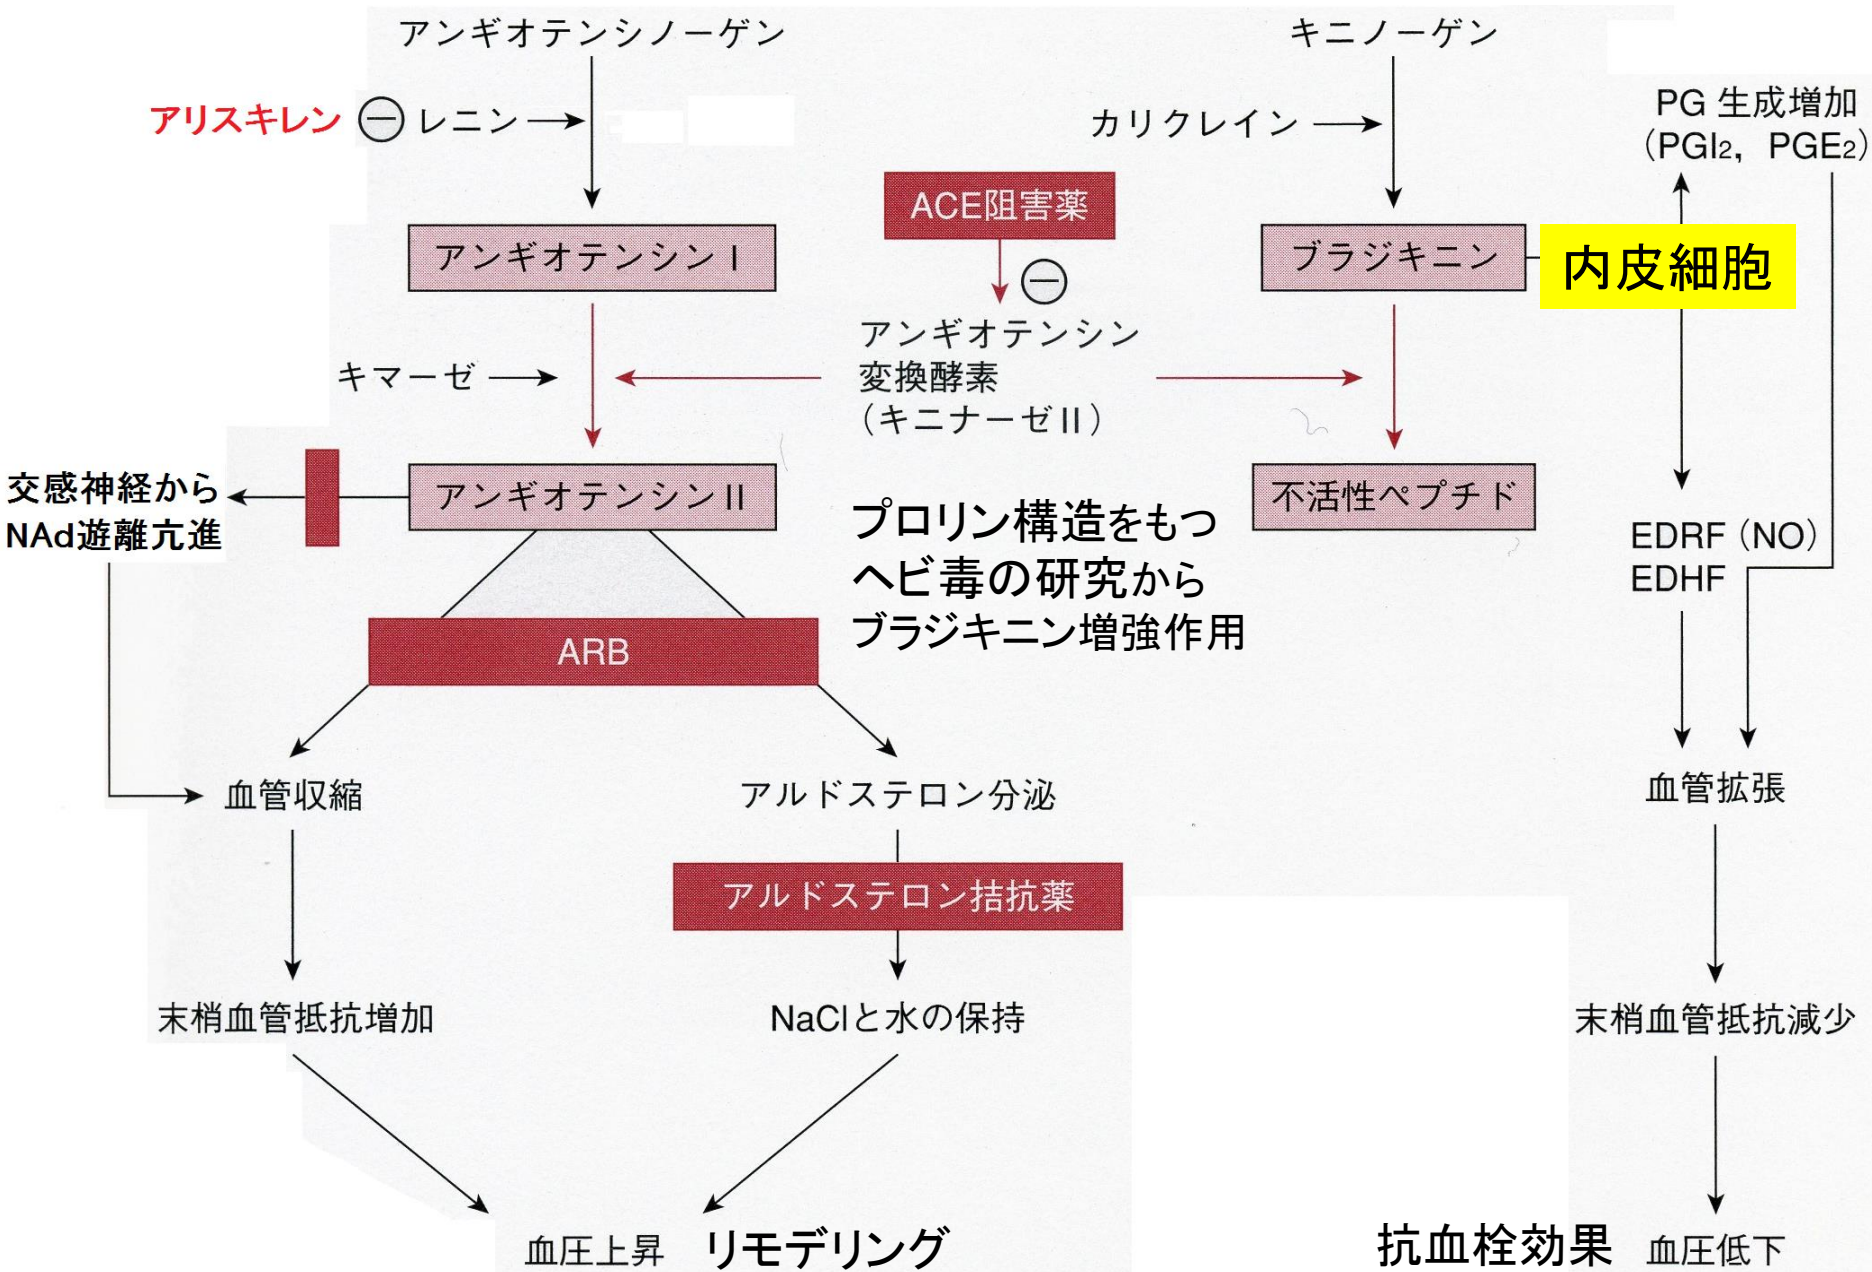 アンギオテンシノーゲン
キニノーゲン
アリスキレン
−
レニン
カリクレイン
PG 生成増加
（PGI₂，PGE₂）
ACE阻害薬
アンギオテンシンⅠ
−
ブラジキニン
内皮細胞
アンギオテンシン
変換酵素
（キニナーゼⅡ）
キマーゼ
交感神経から
NAd遊離亢進
アンギオテンシンⅡ
不活性ペプチド
プロリン構造をもつ
ヘビ毒の研究から
ブラジキニン増強作用
EDRF（NO）
EDHF
ARB
血管収縮
アルドステロン分泌
血管拡張
アルドステロン拮抗薬
末梢血管抵抗増加
NaClと水の保持
末梢血管抵抗減少
血圧上昇
リモデリング
抗血栓効果
血圧低下